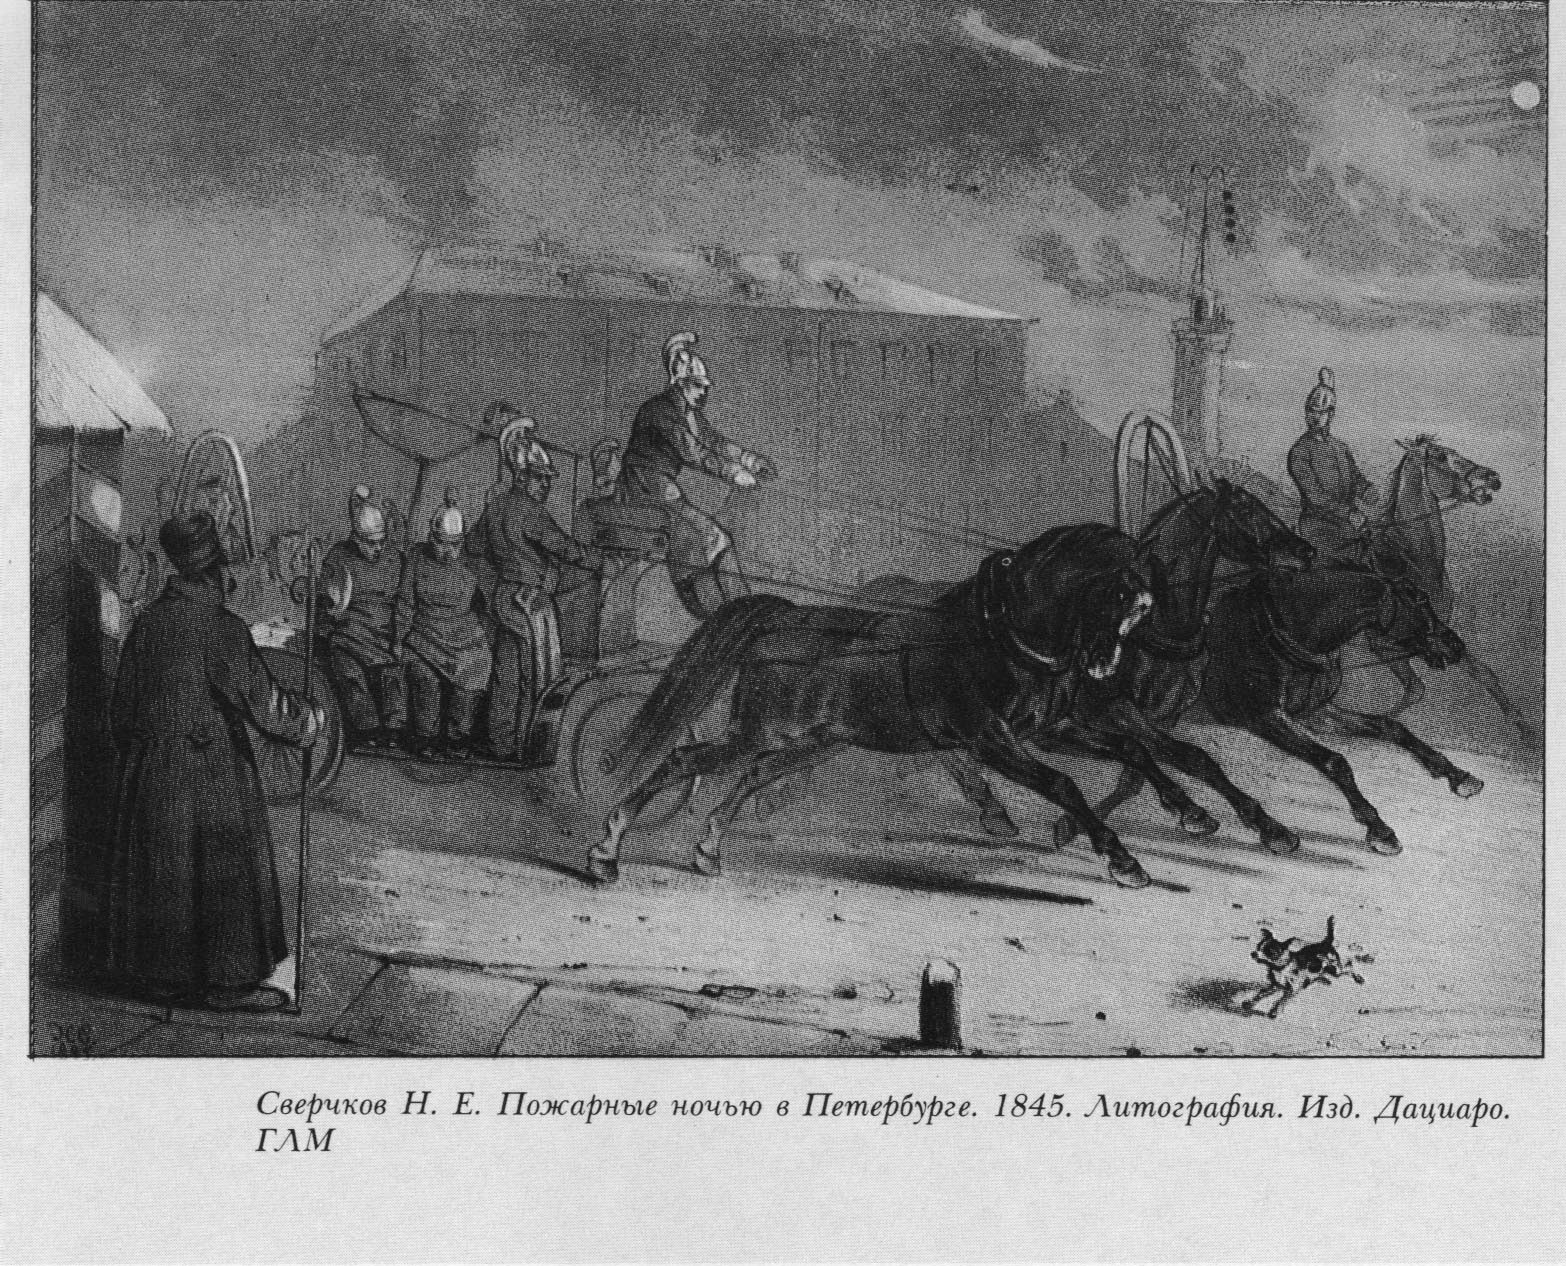 Сверчков Н. Е. Пожарные ночью в Петербурге. 1845. Литография. Изд. Дациаро.
ГЛМ